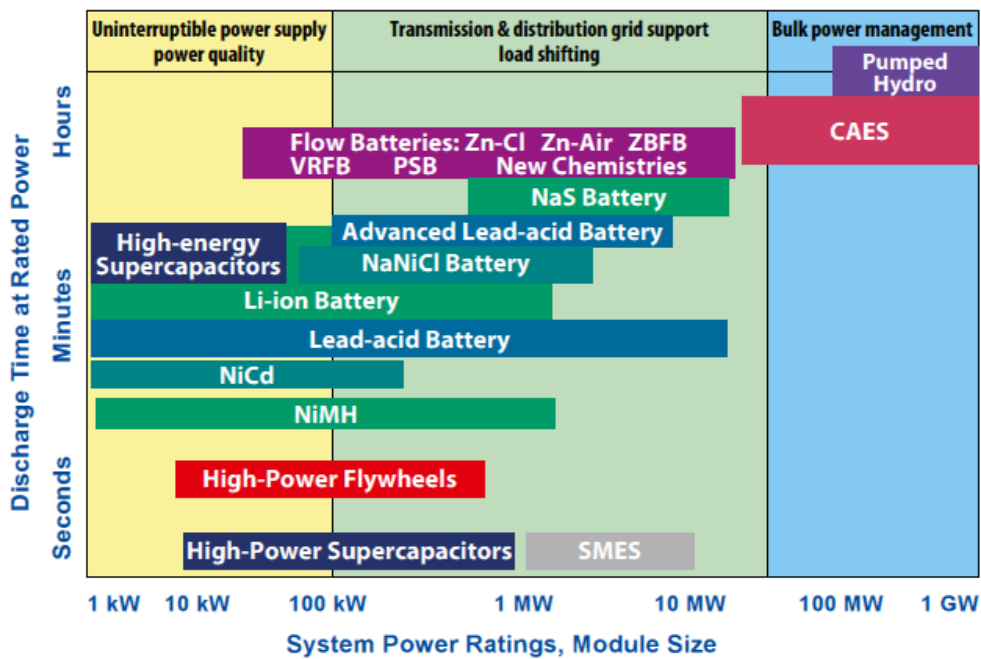 Uninterruptible power supply
power quality
Transmission & distribution grid support
load shifting
Bulk power management
Pumped
Hydro
CAES
Flow Batteries: Zn-Cl Zn-Air ZBFB
VRFB PSB New Chemistries
NaS Battery
Advanced Lead-acid Battery
High-energy
Supercapacitors
NaNiCl Battery
Li-ion Battery
Lead-acid Battery
NiCd
NiMH
High-Power Flywheels
High-Power Supercapacitors
SMES
Discharge Time at Rated Power
Hours
Minutes
Seconds
1 kW 10 kW 100 kW 1 MW 10 MW 100 MW 1 GW
System Power Ratings, Module Size